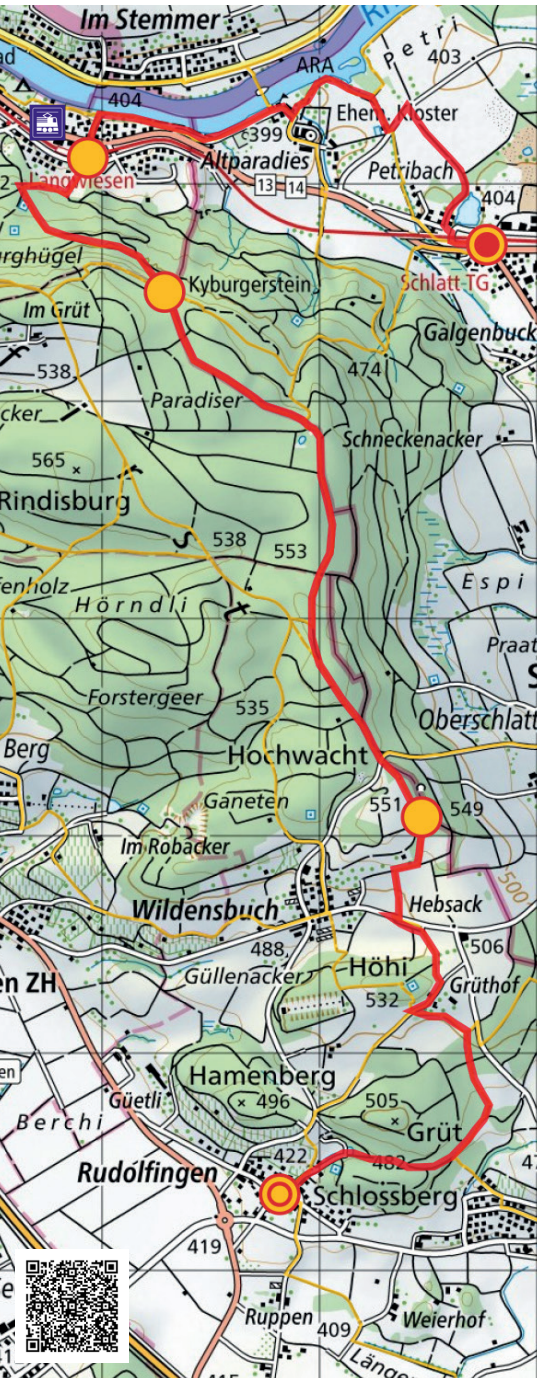 Im Stemmer
Petri
403
ARA
404
Ehem. Kloster
399
Altparadies
Petribach
Langwiesen
13 14
404
Schlatt TG
Kyburgerstein
Im Grüt
Galgenbuck
538
474
Paradiser
Schneckenacker
565
Rindisburg
538
553
Espi
Hörndli
Forstergeer
535
Oberschlatt
Berg
Hochwacht
Ganeten
551
549
Im Robacker
500
Wildensbuch
Hebsack
488
506
Höhi
Güllenacker
Grüthof
en ZH
532
Hamenberg
496
505
Güetli
Berchi
Grüt
422
482
Rudolfingen
Schlossberg
419
Ruppen
409
Weierhof